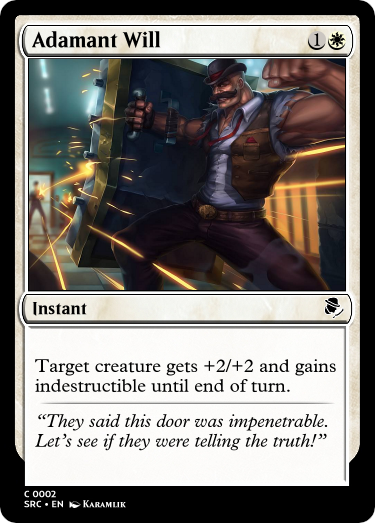 Adamant Will 1
Instant
Target creature gets +2/+2 and gains
indestructible until end of turn.
“They said this door was impenetrable.
Let’s see if they were telling the truth!”
C 0002
SRC • EN Karamlik